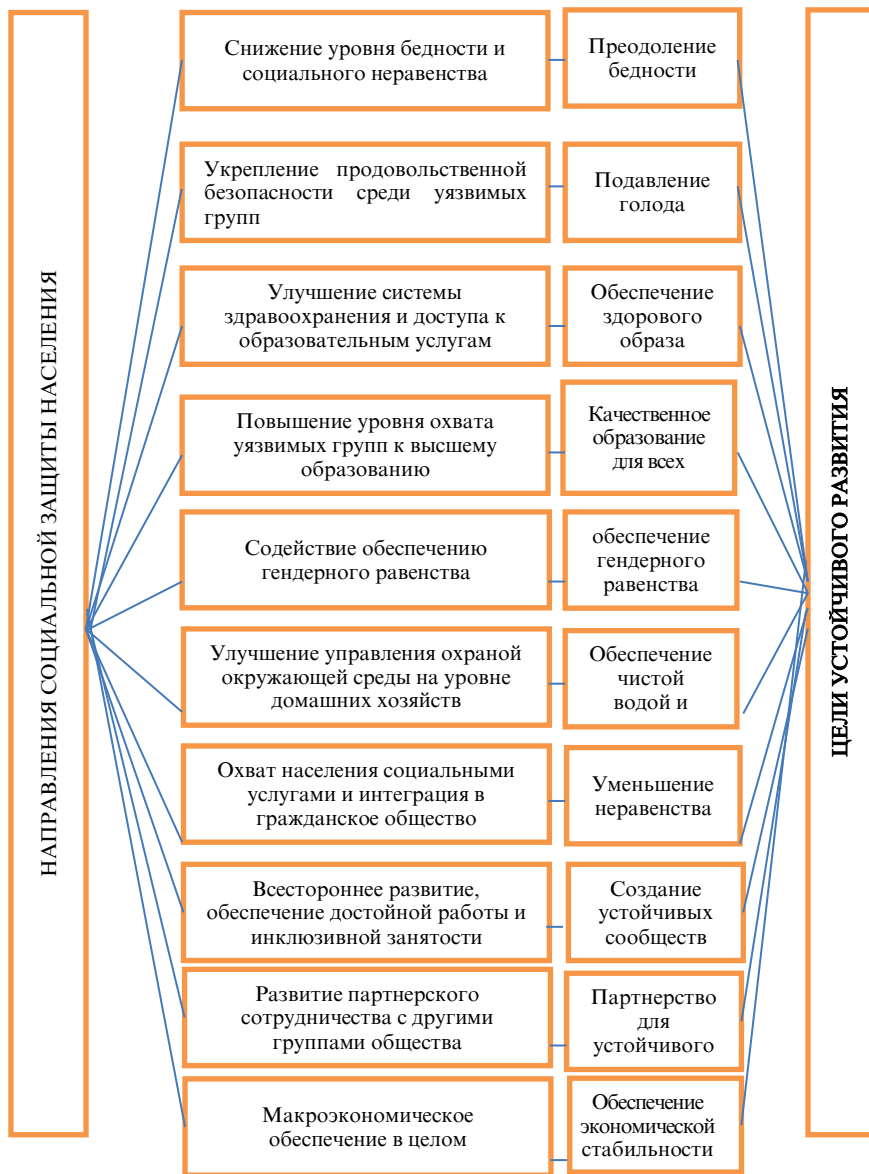 НАПРАВЛЕНИЯ СОЦИАЛЬНОЙ ЗАЩИТЫ НАСЕЛЕНИЯ
Снижение уровня бедности и
социального неравенства
Преодоление
бедности
Укрепление продовольственной
безопасности среди уязвимых
групп
Подавление
голода
Улучшение системы
здравоохранения и доступа к
образовательным услугам
Обеспечение
здорового
образа
Повышение уровня охвата
уязвимых групп к высшему
образованию
Качественное
образование
для всех
Содействие обеспечению
гендерного равенства
обеспечение
гендерного
равенства
Улучшение управления охраной
окружающей среды на уровне
домашних хозяйств
Обеспечение
чистой
водой и
Охват населения социальными
услугами и интеграция в
гражданское общество
Уменьшение
неравенства
Всестороннее развитие,
обеспечение достойной работы и
инклюзивной занятости
Создание
устойчивых
сообществ
Развитие партнерского
сотрудничества с другими
группами общества
Партнерство
для
устойчивого
Макроэкономическое
обеспечение в целом
Обеспечение
экономической
стабильности
ЦЕЛИ УСТОЙЧИВОГО РАЗВИТИЯ